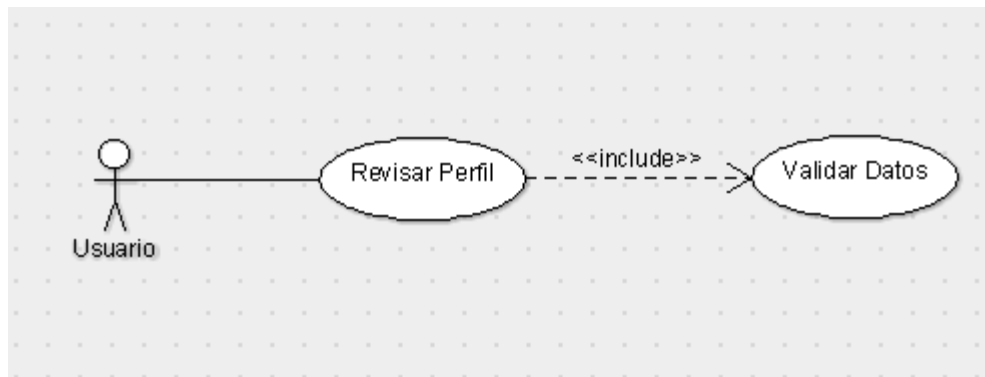 Usuario
Revisar Perfil
<<include>>
Validar Datos